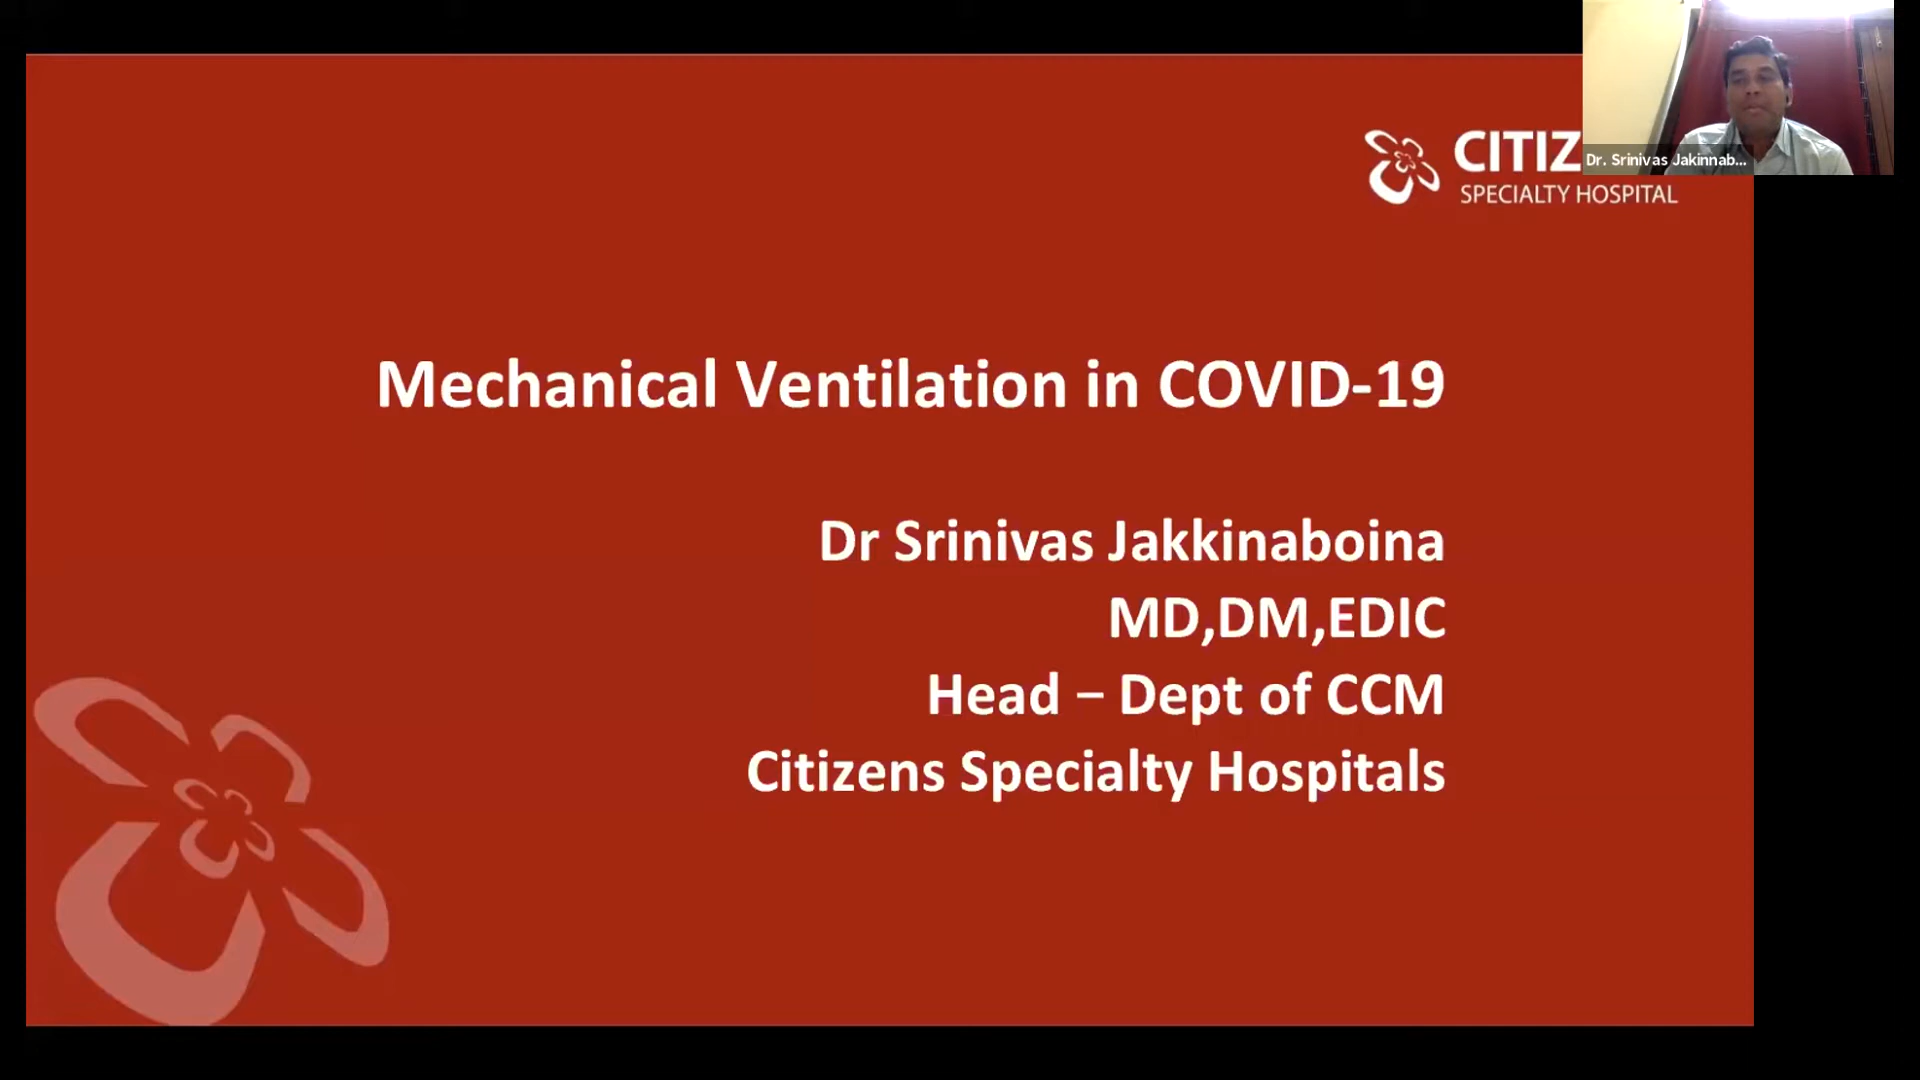 CITIZ
SPECIALTY HOSPITAL
Dr. Srinivas Jakinnab...
Mechanical Ventilation in COVID-19
Dr Srinivas Jakkinaboina
MD,DM,EDIC
Head – Dept of CCM
Citizens Specialty Hospitals